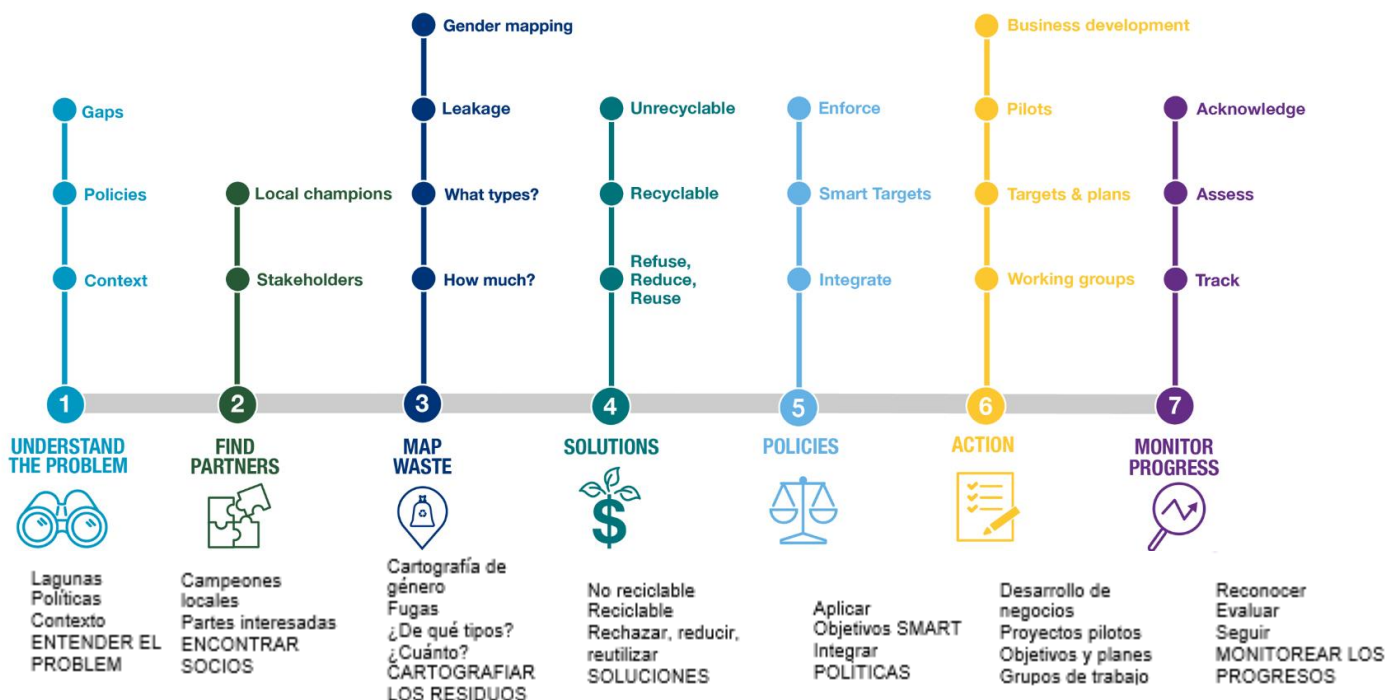 Gender mapping
Business development
Gaps
Leakage
Unrecyclable
Enforce
Pilots
Acknowledge
Policies
Local champions
What types?
Recyclable
Smart Targets
Targets & plans
Assess
Context
Stakeholders
How much?
Refuse,
Reduce,
Reuse
Integrate
Working groups
Track
1
2
3
4
5
6
7
UNDERSTAND
THE PROBLEM
FIND
PARTNERS
MAP
WASTE
SOLUTIONS
$
POLICIES
ACTION
MONITOR
PROGRESS
Lagunas
Políticas
Contexto
ENTENDER EL
PROBLEM
Campeones
locales
Partes interesadas
ENCONTRAR
SOCIOS
Cartografía de
género
Fugas
¿De qué tipos?
¿Cuánto?
CARTOGRAFIAR
LOS RESIDUOS
No reciclable
Reciclable
Rechazar, reducir,
reutilizar
SOLUCIONES
Aplicar
Objetivos SMART
Integrar
POLITICAS
Desarrollo de
negocios
Proyectos pilotos
Objetivos y planes
Grupos de trabajo
Reconocer
Evaluar
Seguir
MONITOREAR LOS
PROGRESOS